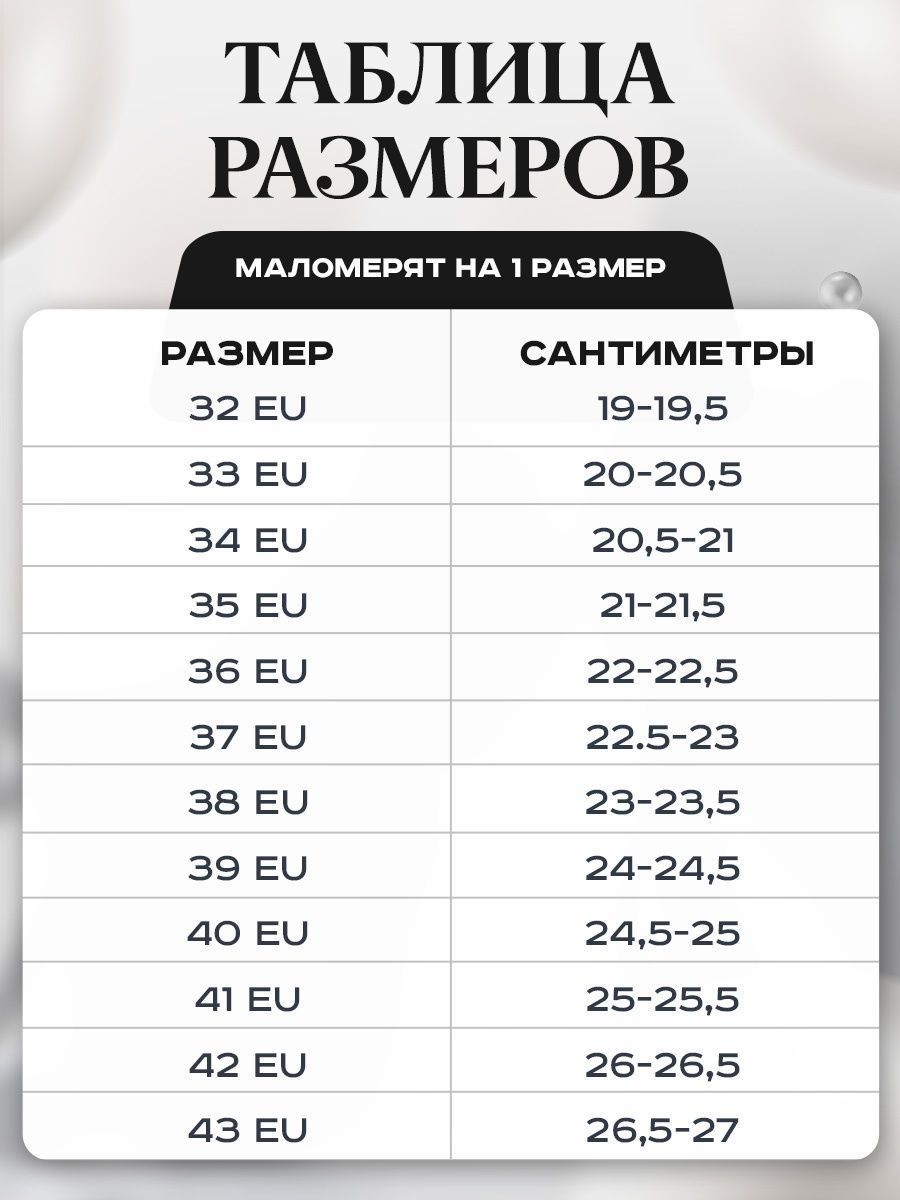 ТАБЛИЦА
РАЗМЕРОВ
МАЛОМЕРЯТ НА 1 РАЗМЕР
РАЗМЕР САНТИМЕТРЫ
32 EU 19-19,5
33 EU 20-20,5
34 EU 20,5-21
35 EU 21-21,5
36 EU 22-22,5
37 EU 22.5-23
38 EU 23-23,5
39 EU 24-24,5
40 EU 24,5-25
41 EU 25-25,5
42 EU 26-26,5
43 EU 26,5-27